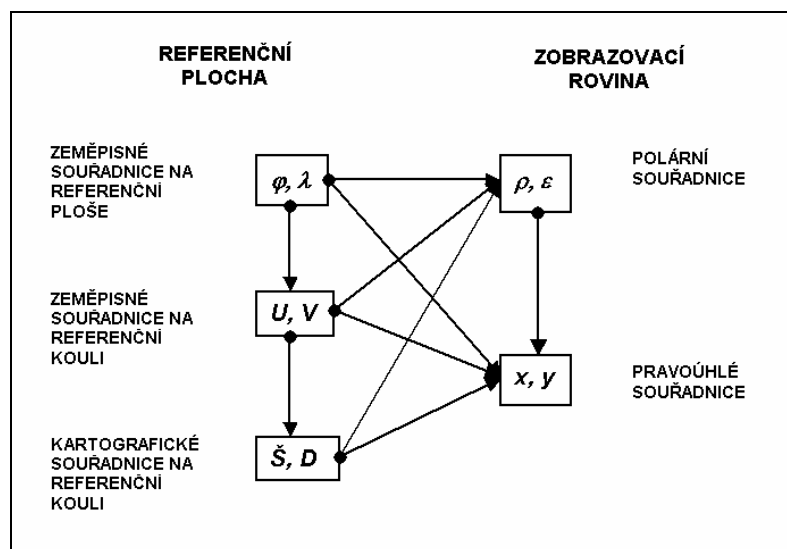 REFERENČNÍ
PLOCHA
ZOBRAZOVACÍ
ROVINA
ZEMĚPISNÉ
SOUŘADNICE NA
REFERENČNÍ
PLOŠE
φ, λ
ρ, ε
POLÁRNÍ
SOUŘADNICE
ZEMĚPISNÉ
SOUŘADNICE NA
REFERENČNÍ
KOULI
U, V
x, y
PRAVOÚHLÉ
SOUŘADNICE
KARTOGRAFICKÉ
SOUŘADNICE NA
REFERENČNÍ
KOULI
Š, D